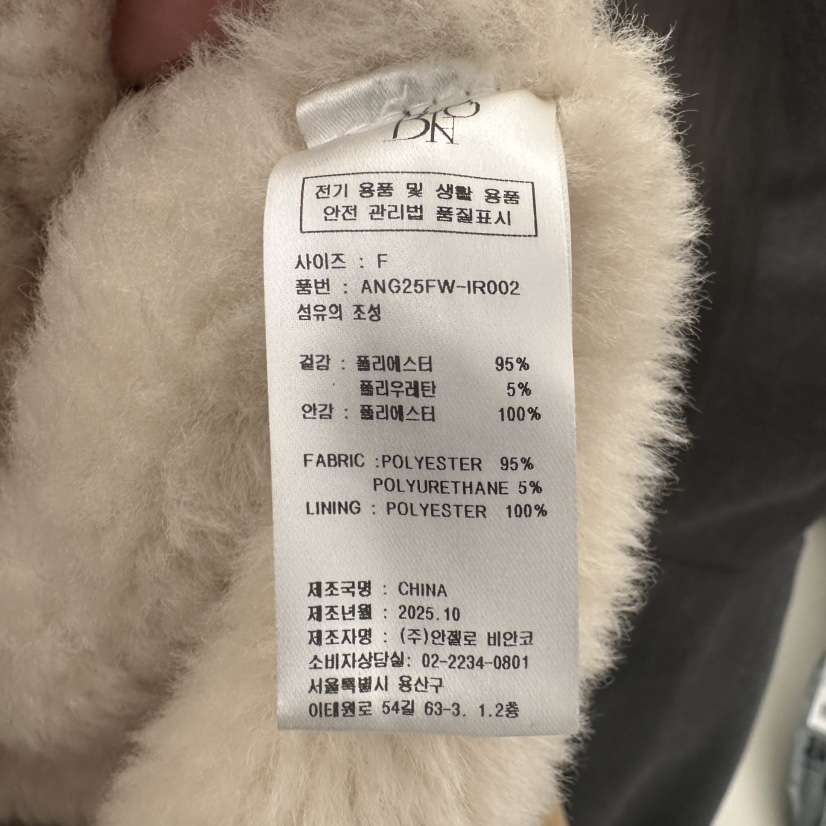 전기 용품 및 생활 용품
안전 관리법 품질표시
사이즈 : F
품번 : ANG25FW-IR002
섬유의 조성
겉감 : 폴리에스터 95%
폴리우레탄 5%
안감 : 폴리에스터 100%
FABRIC :POLYESTER 95%
POLYURETHANE 5%
LINING : POLYESTER 100%
제조국명 : CHINA
제조년월 : 2025.10
제조자명 : (주)안젤로 비안코
소비자상담실: 02-2234-0801
서울특별시 용산구
이태원로 54길 63-3. 1.2층